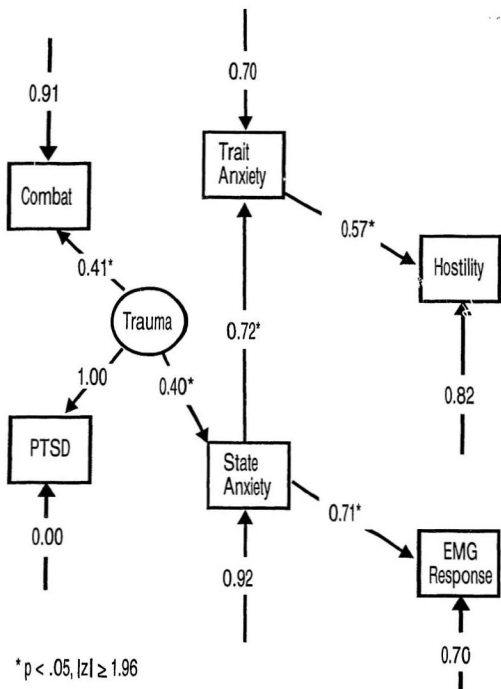 0.70
0.91
Trait
Anxiety
Combat
0.57*
Hostility
0.41*
Trauma
0.72*
1.00
0.40*
0.82
PTSD
State
Anxiety
0.71*
0.00
EMG
Response
0.92
0.70
* p < .05, |z| ≥ 1.96